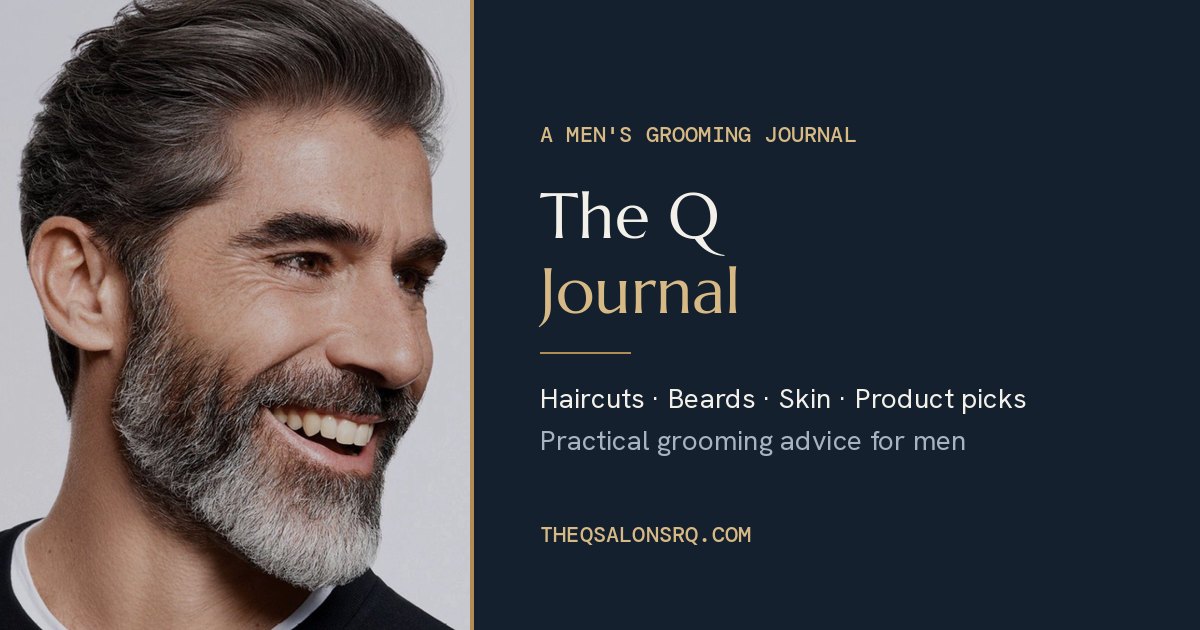 A MEN'S GROOMING JOURNAL
The Q
Journal
Haircuts · Beards · Skin · Product picks
Practical grooming advice for men
THEQSALONSRQ.COM